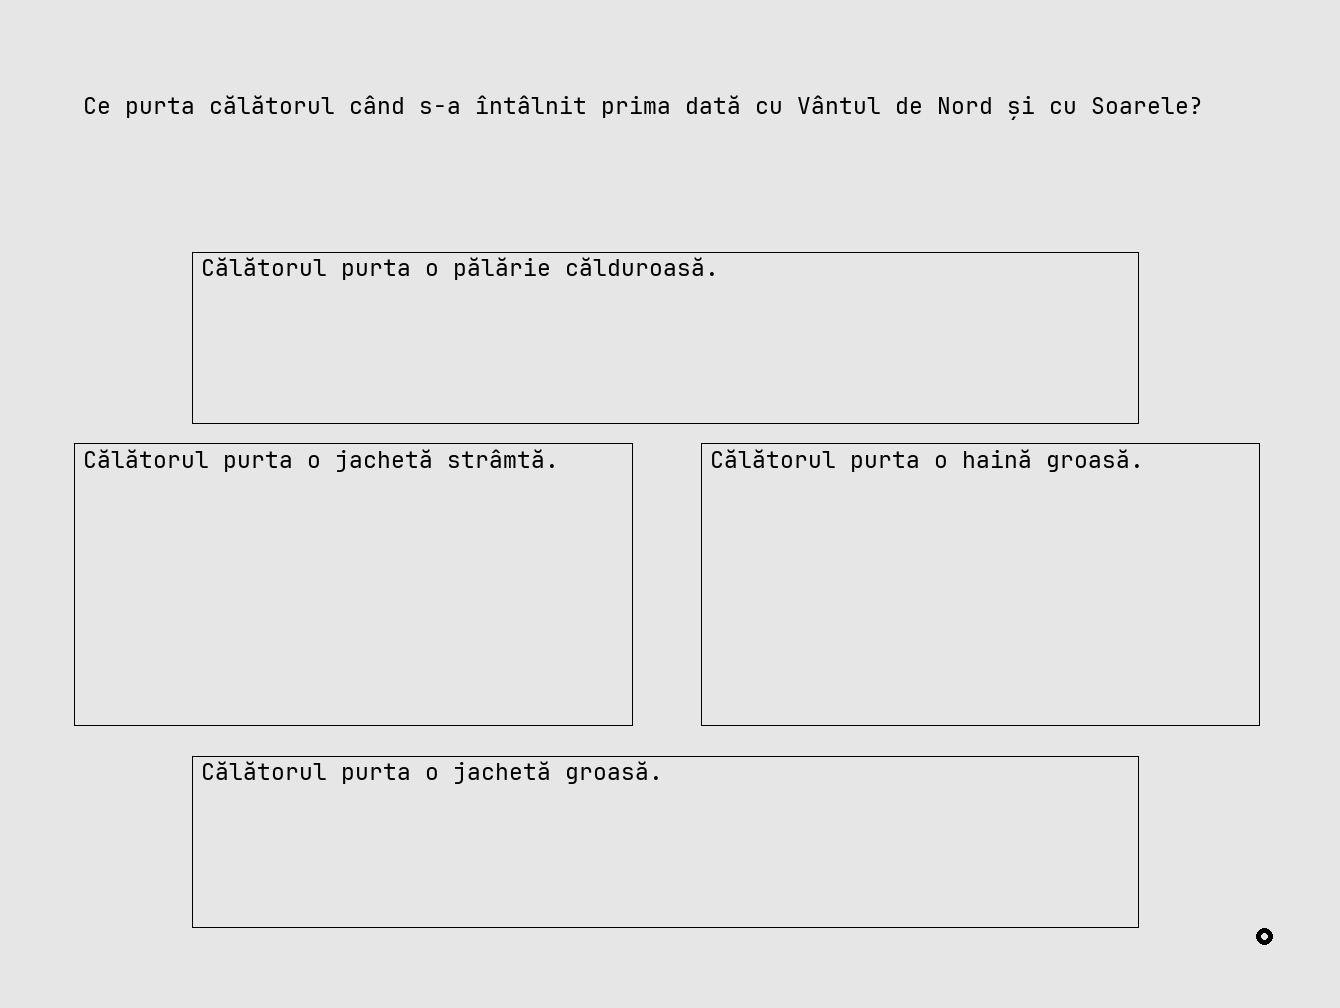 Ce purta călătorul când s-a întâlnit prima dată cu Vântul de Nord și cu Soarele?
Călătorul purta o pălărie călduroasă.
Călătorul purta o jachetă strâmtă.
Călătorul purta o haină groasă.
Călătorul purta o jachetă groasă.